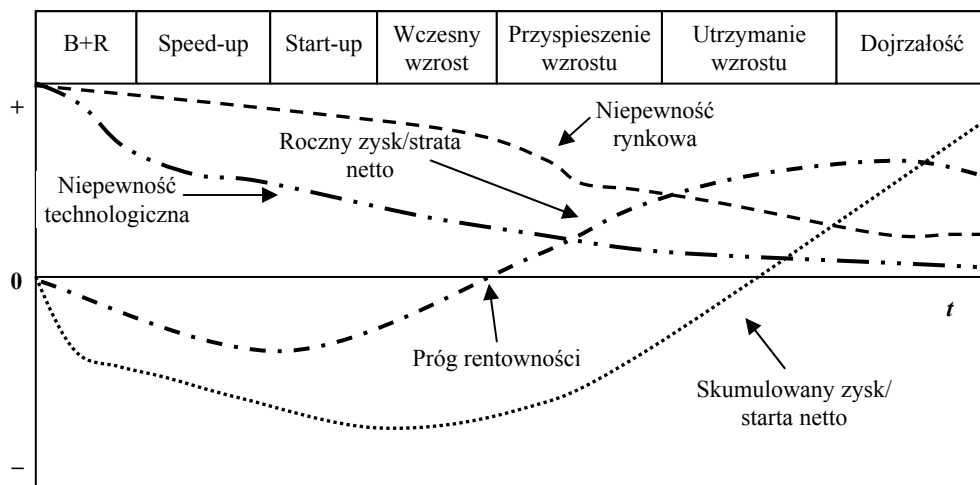 B+R
Speed-up
Start-up
Wczesny
wzrost
Przyspieszenie
wzrostu
Utrzymanie
wzrostu
Dojrzałość
+
Niepewność
rynkowa
Roczny zysk/strata
netto
Niepewność
technologiczna
0
t
Próg rentowności
Skumulowany zysk/
starta netto
–